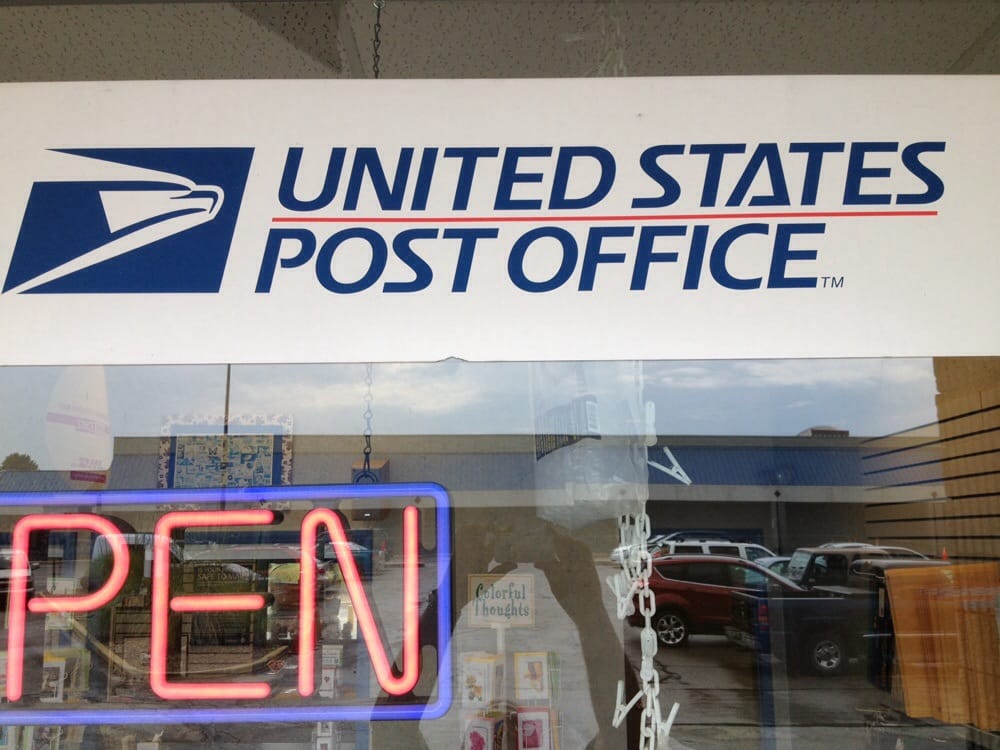 UNITED STATES
POST OFFICE™
PEN
Colorful
Thoughts